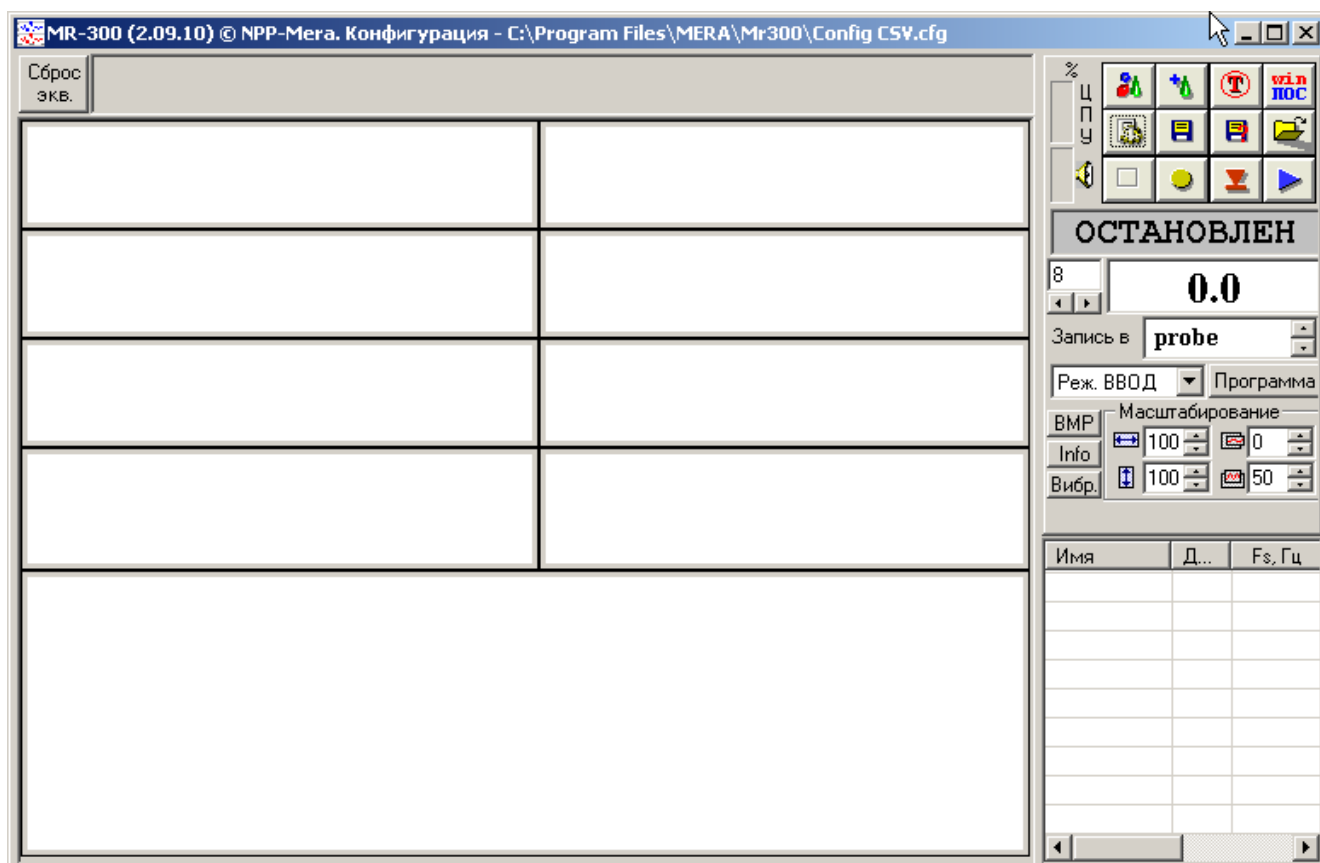 MR-300 (2.09.10) © NPP-Mera. Конфигурация - C:\Program Files\MERA\Mr300\Config CSV.cfg
Сброс
экв.
%
ЦПУ
T
win
ПОС
ОСТАНОВЛЕН
8
0.0
Запись в probe
Реж. ВВОД Программа
BMP
Info
Вибр.
Масштабирование
100 0
100 50
Имя Д... Fs, Гц